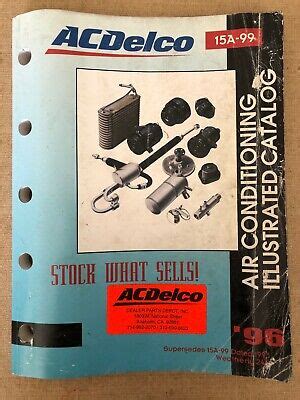 ACDelco
15A-99
AIR CONDITIONING
ILLUSTRATED CATALOG
STOCK WHAT SELLS!
ACDelco
DEALER PARTS DEPOT, INC.
'96
Supersedes 15A-99